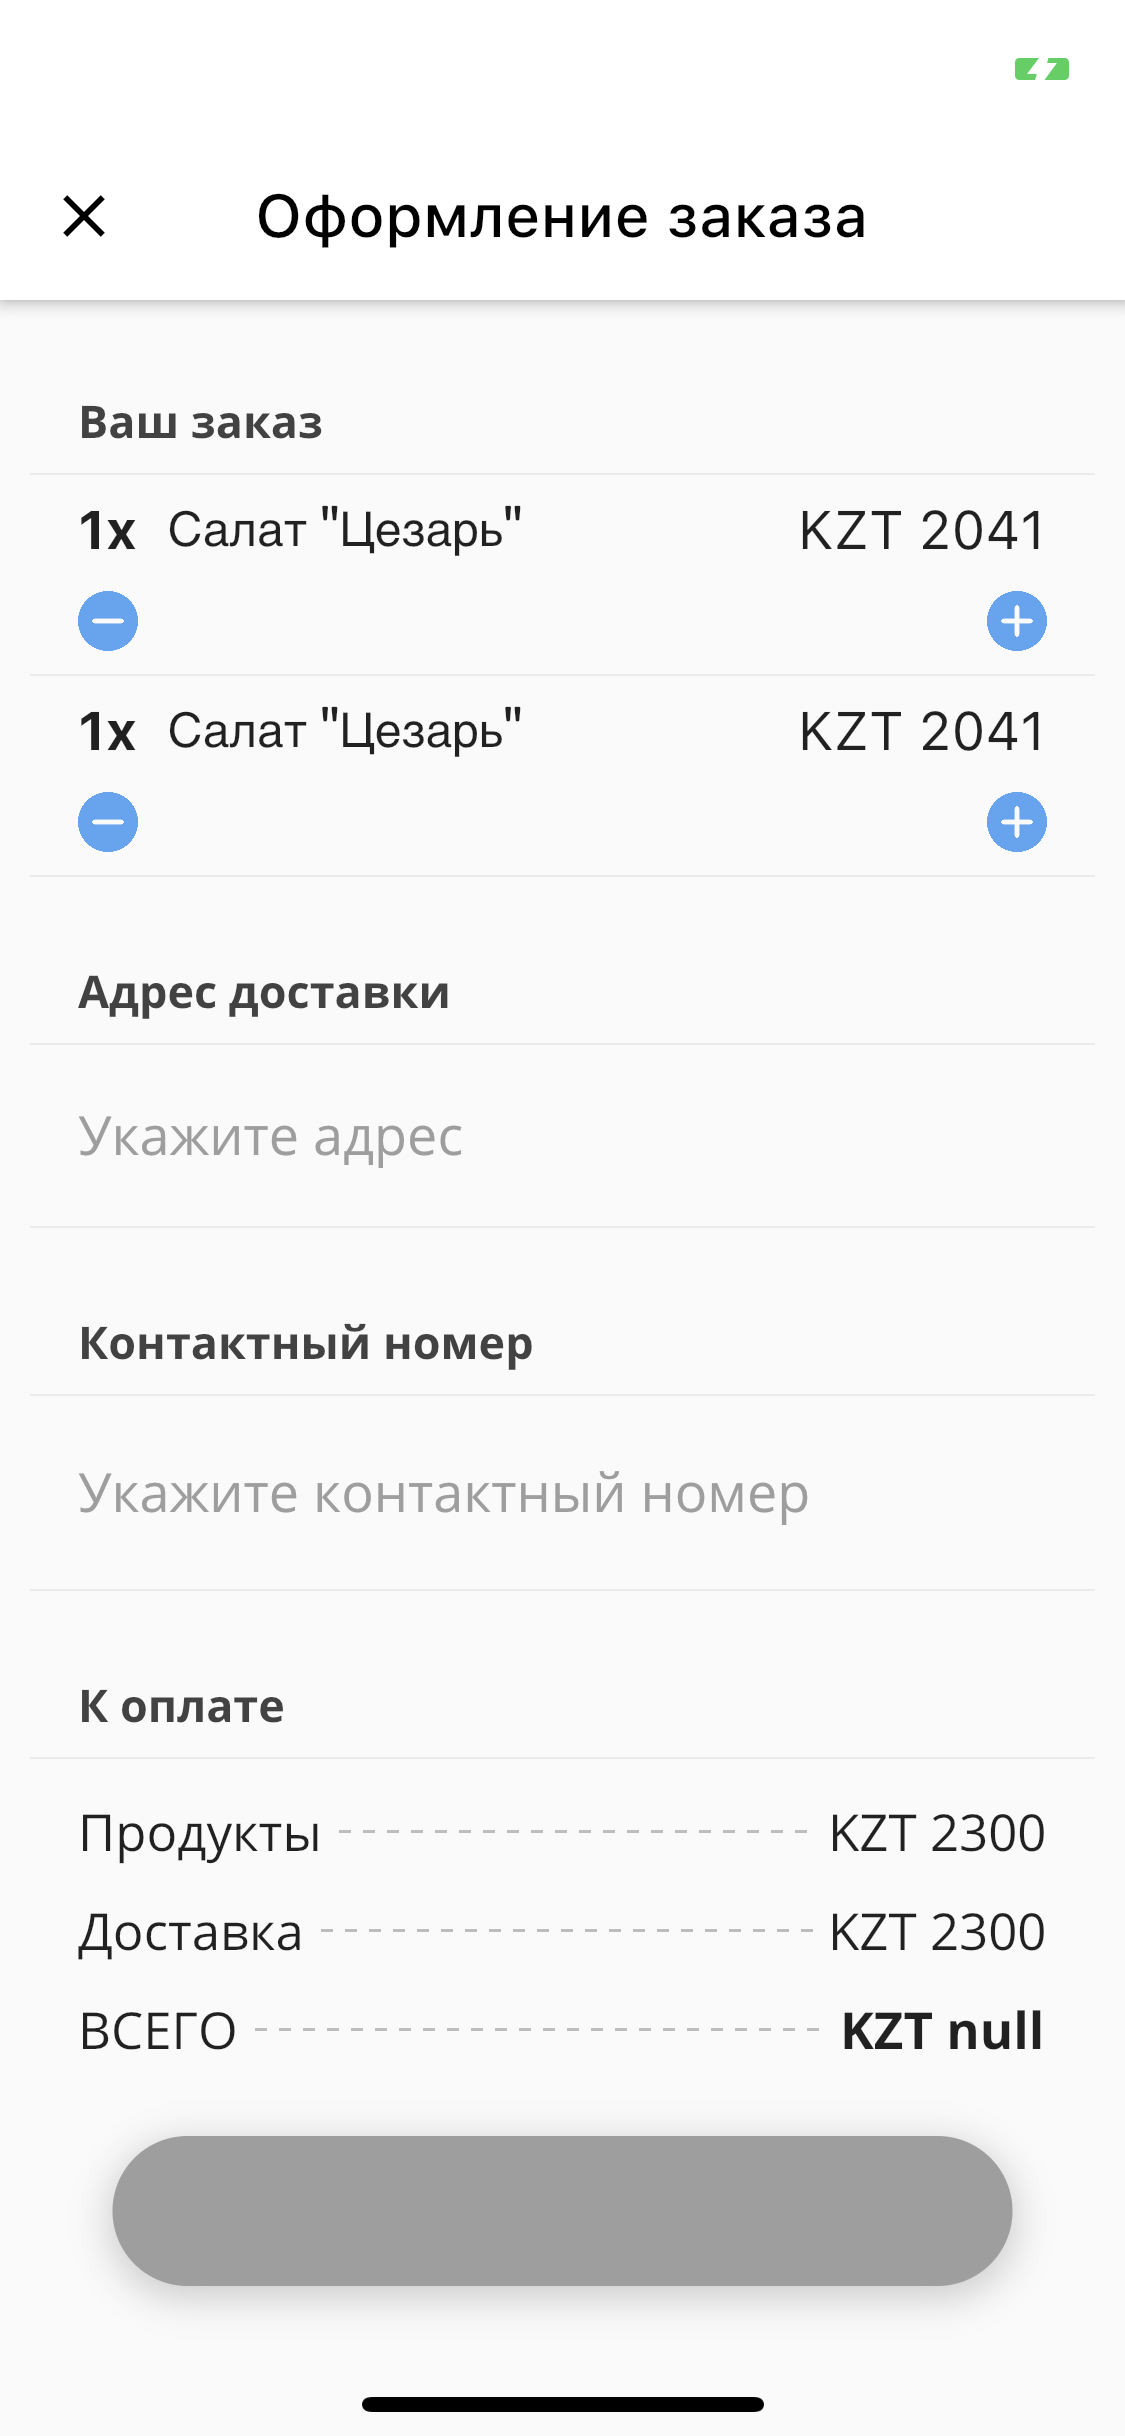 Оформление заказа
Ваш заказ
1x Салат "Цезарь" KZT 2041
1x Салат "Цезарь" KZT 2041
Адрес доставки
Укажите адрес
Контактный номер
Укажите контактный номер
К оплате
Продукты KZT 2300
Доставка KZT 2300
ВСЕГО KZT null